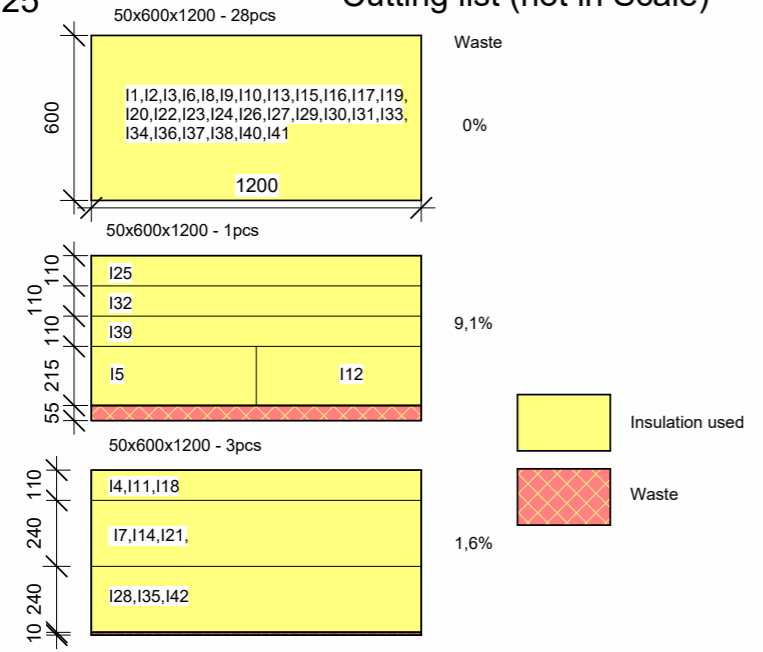 25
Cutting list (not in Scale)
50x600x1200 - 28pcs
Waste
600
I1,I2,I3,I6,I8,I9,I10,I13,I15,I16,I17,I19,
I20,I22,I23,I24,I26,I27,I29,I30,I31,I33,
I34,I36,I37,I38,I40,I41
0%
1200
50x600x1200 - 1pcs
110
I25
110
I32
110
I39
9,1%
215
I5
I12
55
Insulation used
50x600x1200 - 3pcs
110
I4,I11,I18
Waste
240
I7,I14,I21,
1,6%
240
I28,I35,I42
10